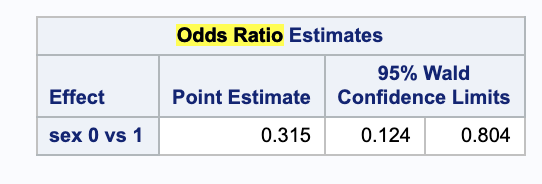 Odds Ratio Estimates
Effect Point Estimate 95% Wald
Confidence Limits
sex 0 vs 1 0.315 0.124 0.804